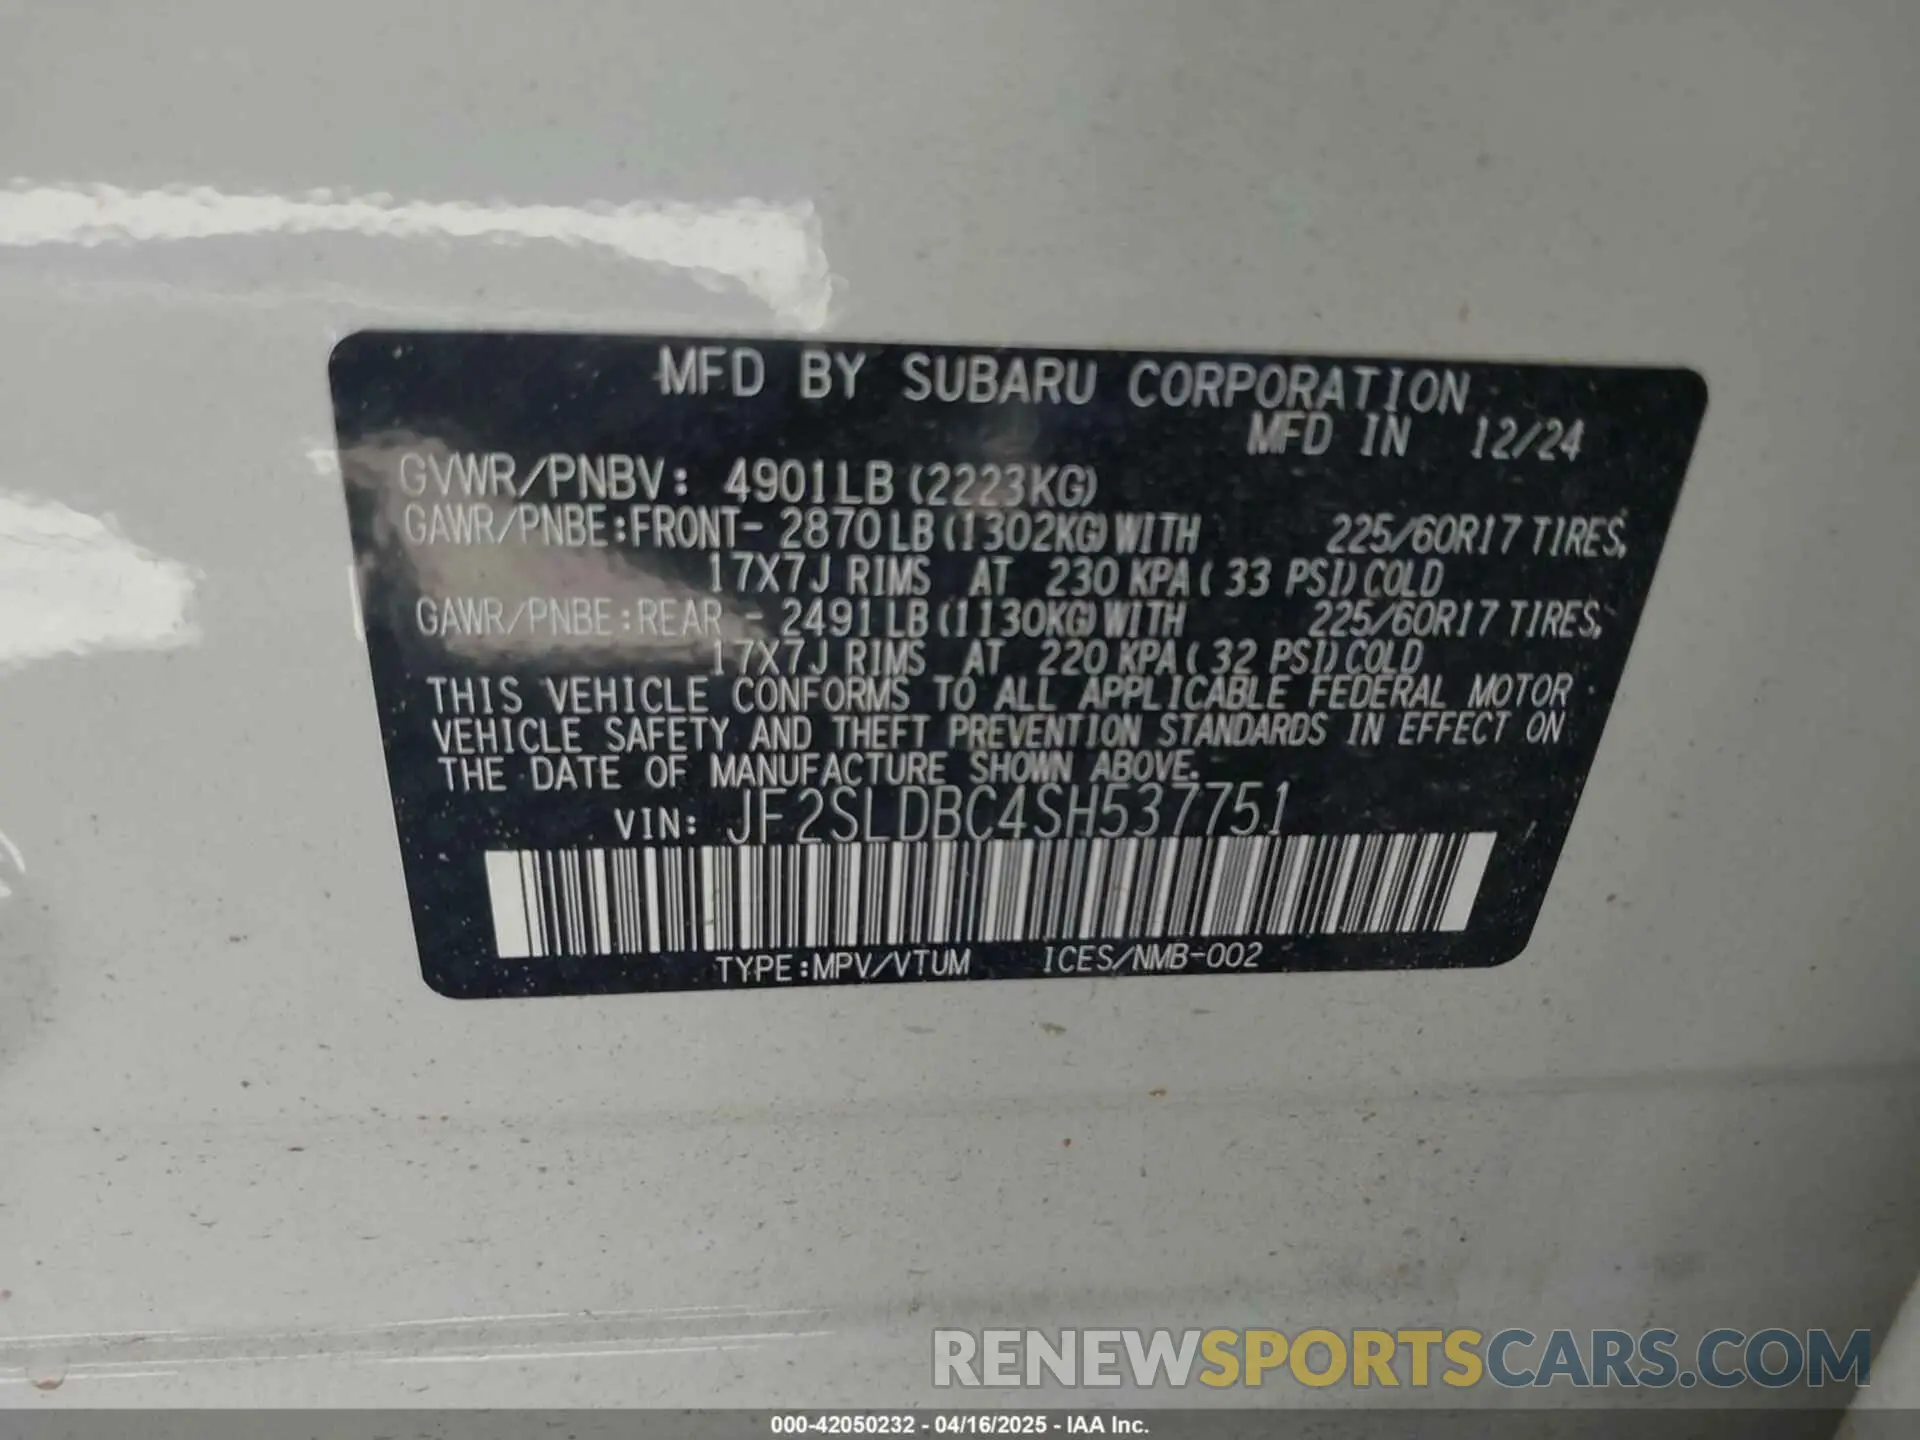 MFD BY SUBARU CORPORATION
MFD IN 12/24
GVWR/PNBV: 4901LB (2223KG)
GAWR/PNBE:FRONT- 2870LB (1302KG) WITH 225/60R17 TIRES,
17X7J RIMS AT 230 KPA ( 33 PSI) COLD
GAWR/PNBE:REAR - 2491LB (1130KG) WITH 225/60R17 TIRES,
17X7J RIMS AT 220 KPA ( 32 PSI) COLD
THIS VEHICLE CONFORMS TO ALL APPLICABLE FEDERAL MOTOR
VEHICLE SAFETY AND THEFT PREVENTION STANDARDS IN EFFECT ON
THE DATE OF MANUFACTURE SHOWN ABOVE.
VIN: JF2SLDBC4SH537751
TYPE:MPV/VTUM ICES/NMB-002
RENEWSPORTSCARS.COM
000-42050232 - 04/16/2025 - IAA Inc.